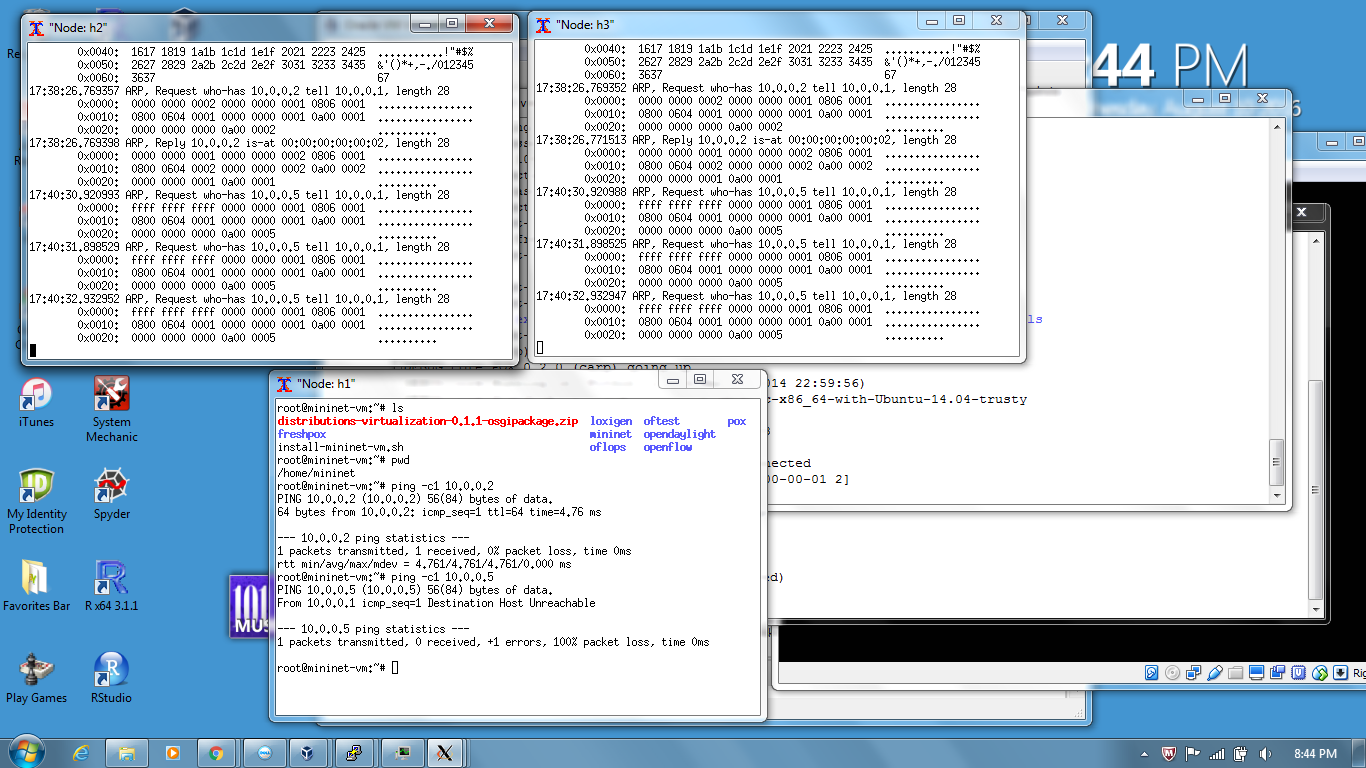 "Node: h2"
0x0040: 1617 1819 1a1b 1c1d 1e1f 2021 2223 2425 ..........!"#$%
0x0050: 2627 2829 2a2b 2c2d 2e2f 3031 3233 3435 &'()*+,-./012345
0x0060: 3637 67
17:38:26.769357 ARP, Request who-has 10.0.0.2 tell 10.0.0.1, length 28
0x0000: 0000 0000 0002 0000 0000 0001 0806 0001 ................
0x0010: 0800 0604 0001 0000 0000 0001 0a00 0001 ................
0x0020: 0000 0000 0000 0a00 0002 ..........
17:38:26.769398 ARP, Reply 10.0.0.2 is-at 00:00:00:00:00:02, length 28
0x0000: 0000 0000 0001 0000 0000 0002 0806 0001 ................
0x0010: 0800 0604 0002 0000 0000 0002 0a00 0002 ................
0x0020: 0000 0000 0001 0a00 0001 ..........
17:40:30.920993 ARP, Request who-has 10.0.0.5 tell 10.0.0.1, length 28
0x0000: ffff ffff ffff 0000 0000 0001 0806 0001 ................
0x0010: 0800 0604 0001 0000 0000 0001 0a00 0001 ................
0x0020: 0000 0000 0000 0a00 0005 ..........
17:40:31.898529 ARP, Request who-has 10.0.0.5 tell 10.0.0.1, length 28
0x0000: ffff ffff ffff 0000 0000 0001 0806 0001 ................
0x0010: 0800 0604 0001 0000 0000 0001 0a00 0001 ................
0x0020: 0000 0000 0000 0a00 0005 ..........
17:40:32.932952 ARP, Request who-has 10.0.0.5 tell 10.0.0.1, length 28
0x0000: ffff ffff ffff 0000 0000 0001 0806 0001 ................
0x0010: 0800 0604 0001 0000 0000 0001 0a00 0001 ................
0x0020: 0000 0000 0000 0a00 0005 ..........
"Node: h3"
0x0040: 1617 1819 1a1b 1c1d 1e1f 2021 2223 2425 ..........!"#$%
0x0050: 2627 2829 2a2b 2c2d 2e2f 3031 3233 3435 &'()*+,-./012345
0x0060: 3637 67
17:38:26.769352 ARP, Request who-has 10.0.0.2 tell 10.0.0.1, length 28
0x0000: 0000 0000 0002 0000 0000 0001 0806 0001 ................
0x0010: 0800 0604 0001 0000 0000 0001 0a00 0001 ................
0x0020: 0000 0000 0000 0a00 0002 ..........
17:38:26.771513 ARP, Reply 10.0.0.2 is-at 00:00:00:00:00:02, length 28
0x0000: 0000 0000 0001 0000 0000 0002 0806 0001 ................
0x0010: 0800 0604 0002 0000 0000 0002 0a00 0002 ................
0x0020: 0000 0000 0001 0a00 0001 ..........
17:40:30.920988 ARP, Request who-has 10.0.0.5 tell 10.0.0.1, length 28
0x0000: ffff ffff ffff 0000 0000 0001 0806 0001 ................
0x0010: 0800 0604 0001 0000 0000 0001 0a00 0001 ................
0x0020: 0000 0000 0000 0a00 0005 ..........
17:40:31.898525 ARP, Request who-has 10.0.0.5 tell 10.0.0.1, length 28
0x0000: ffff ffff ffff 0000 0000 0001 0806 0001 ................
0x0010: 0800 0604 0001 0000 0000 0001 0a00 0001 ................
0x0020: 0000 0000 0000 0a00 0005 ..........
17:40:32.932947 ARP, Request who-has 10.0.0.5 tell 10.0.0.1, length 28
0x0000: ffff ffff ffff 0000 0000 0001 0806 0001 ................
0x0010: 0800 0604 0001 0000 0000 0001 0a00 0001 ................
0x0020: 0000 0000 0000 0a00 0005 ..........
44 PM
ls
0.2.0 (carp) going up
2014 22:59:56)
c-x86_64-with-Ubuntu-14.04-trusty
nected
00-00-01 2]
ed)
"Node: h1"
root@mininet-vm:~# ls
distributions-virtualization-0.1.1-osgipackage.zip loxigen oftest pox
freshpox mininet opendaylight
install-mininet-vm.sh oflops openflow
root@mininet-vm:~# pwd
/home/mininet
root@mininet-vm:~# ping -c1 10.0.0.2
PING 10.0.0.2 (10.0.0.2) 56(84) bytes of data.
64 bytes from 10.0.0.2: icmp_seq=1 ttl=64 time=4.76 ms
--- 10.0.0.2 ping statistics ---
1 packets transmitted, 1 received, 0% packet loss, time 0ms
rtt min/avg/max/mdev = 4.761/4.761/4.761/0.000 ms
root@mininet-vm:~# ping -c1 10.0.0.5
PING 10.0.0.5 (10.0.0.5) 56(84) bytes of data.
From 10.0.0.1 icmp_seq=1 Destination Host Unreachable
--- 10.0.0.5 ping statistics ---
1 packets transmitted, 0 received, +1 errors, 100% packet loss, time 0ms
root@mininet-vm:~#
iTunes
System Mechanic
My Identity Protection
Spyder
Favorites Bar
R x64 3.1.1
Play Games
RStudio
101
MUS
Rig
8:44 PM